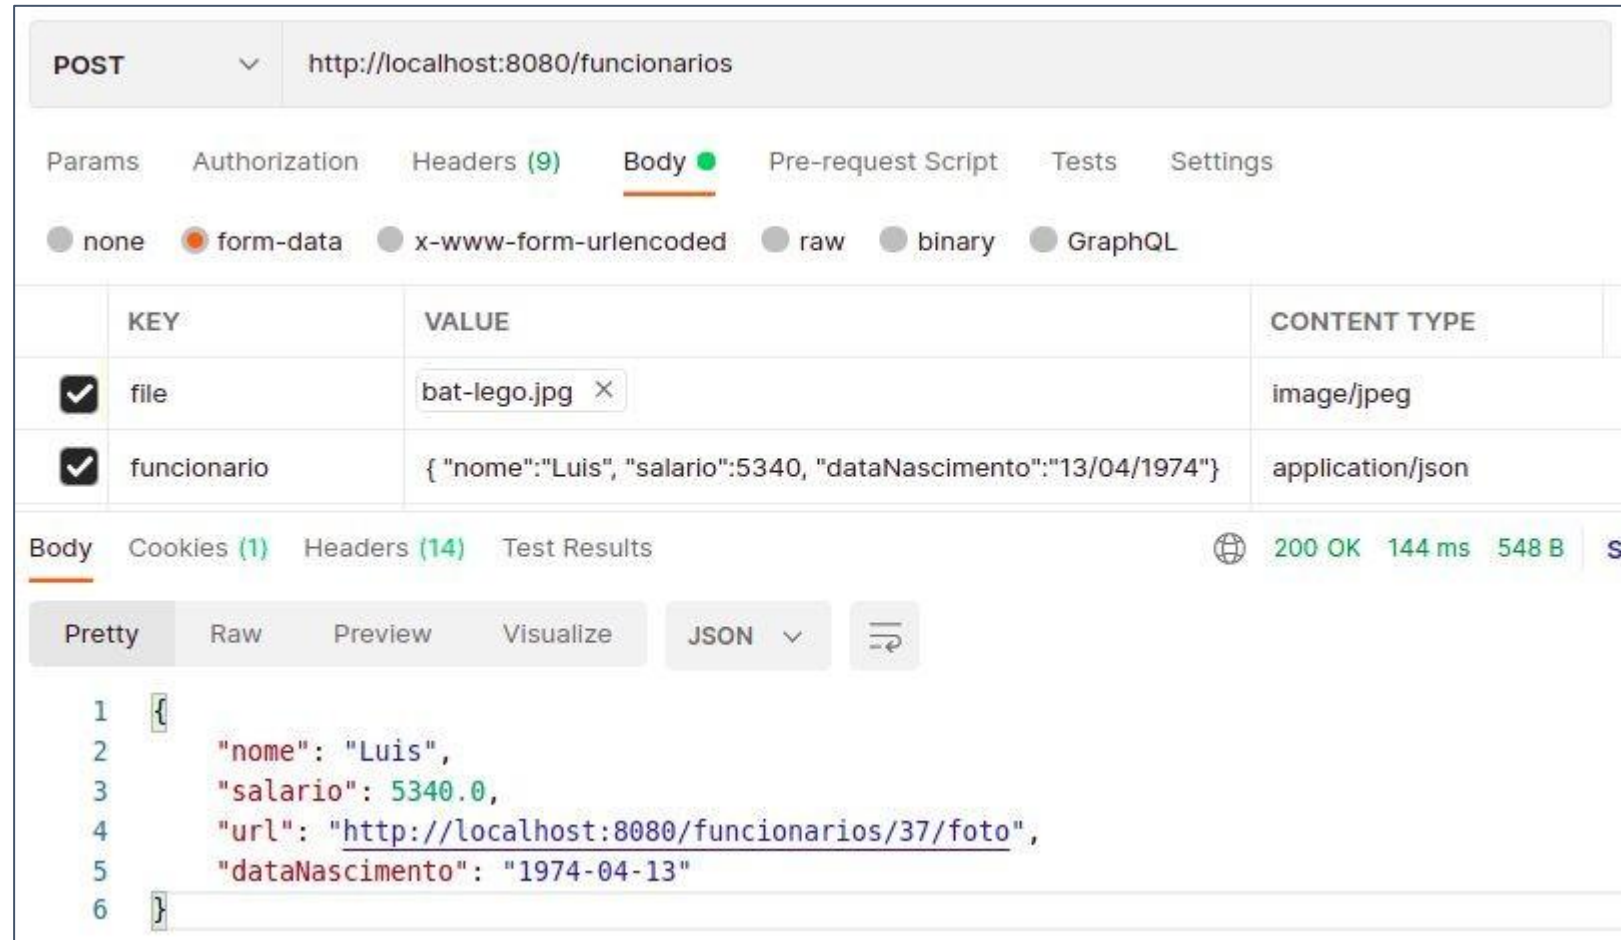 POST http://localhost:8080/funcionarios
Params Authorization Headers (9) Body Pre-request Script Tests Settings
none form-data x-www-form-urlencoded raw binary GraphQL
KEY VALUE CONTENT TYPE
file bat-lego.jpg × image/jpeg
funcionario { "nome":"Luis", "salario":5340, "dataNascimento":"13/04/1974"} application/json
Body Cookies (1) Headers (14) Test Results 200 OK 144 ms 548 B S
Pretty Raw Preview Visualize JSON
1 {
2 "nome": "Luis",
3 "salario": 5340.0,
4 "url": "http://localhost:8080/funcionarios/37/foto",
5 "dataNascimento": "1974-04-13"
6 }